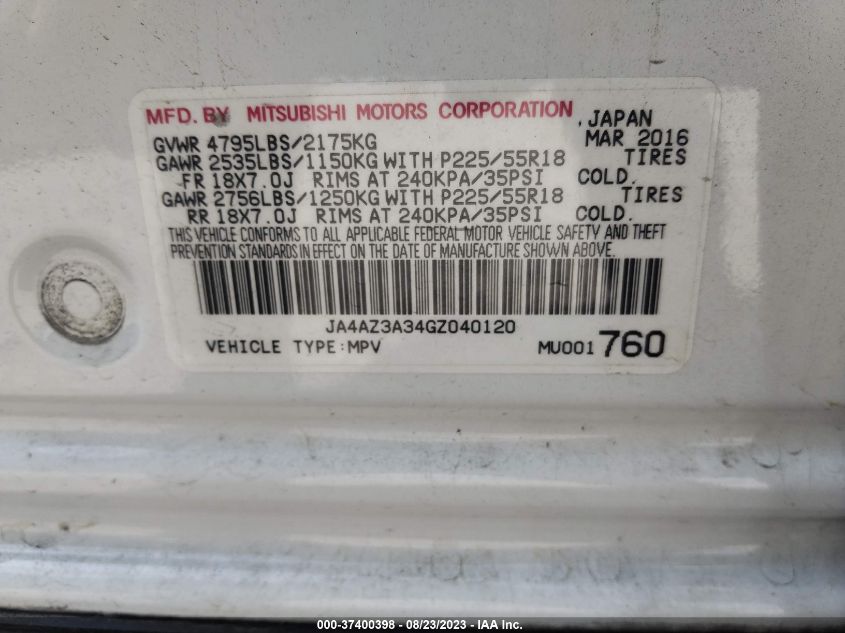 MFD. BY MITSUBISHI MOTORS CORPORATION, JAPAN
GVWR 4795LBS/2175KG MAR 2016
GAWR 2535LBS/1150KG WITH P225/55R18 TIRES
FR 18X7.0J RIMS AT 240KPA/35PSI COLD.
GAWR 2756LBS/1250KG WITH P225/55R18 TIRES
RR 18X7.0J RIMS AT 240KPA/35PSI COLD.
THIS VEHICLE CONFORMS TO ALL APPLICABLE FEDERAL MOTOR VEHICLE SAFETY AND THEFT
PREVENTION STANDARDS IN EFFECT ON THE DATE OF MANUFACTURE SHOWN ABOVE.
JA4AZ3A34GZ040120
VEHICLE TYPE:MPV MU001760
000-37400398 - 08/23/2023 - IAA Inc.